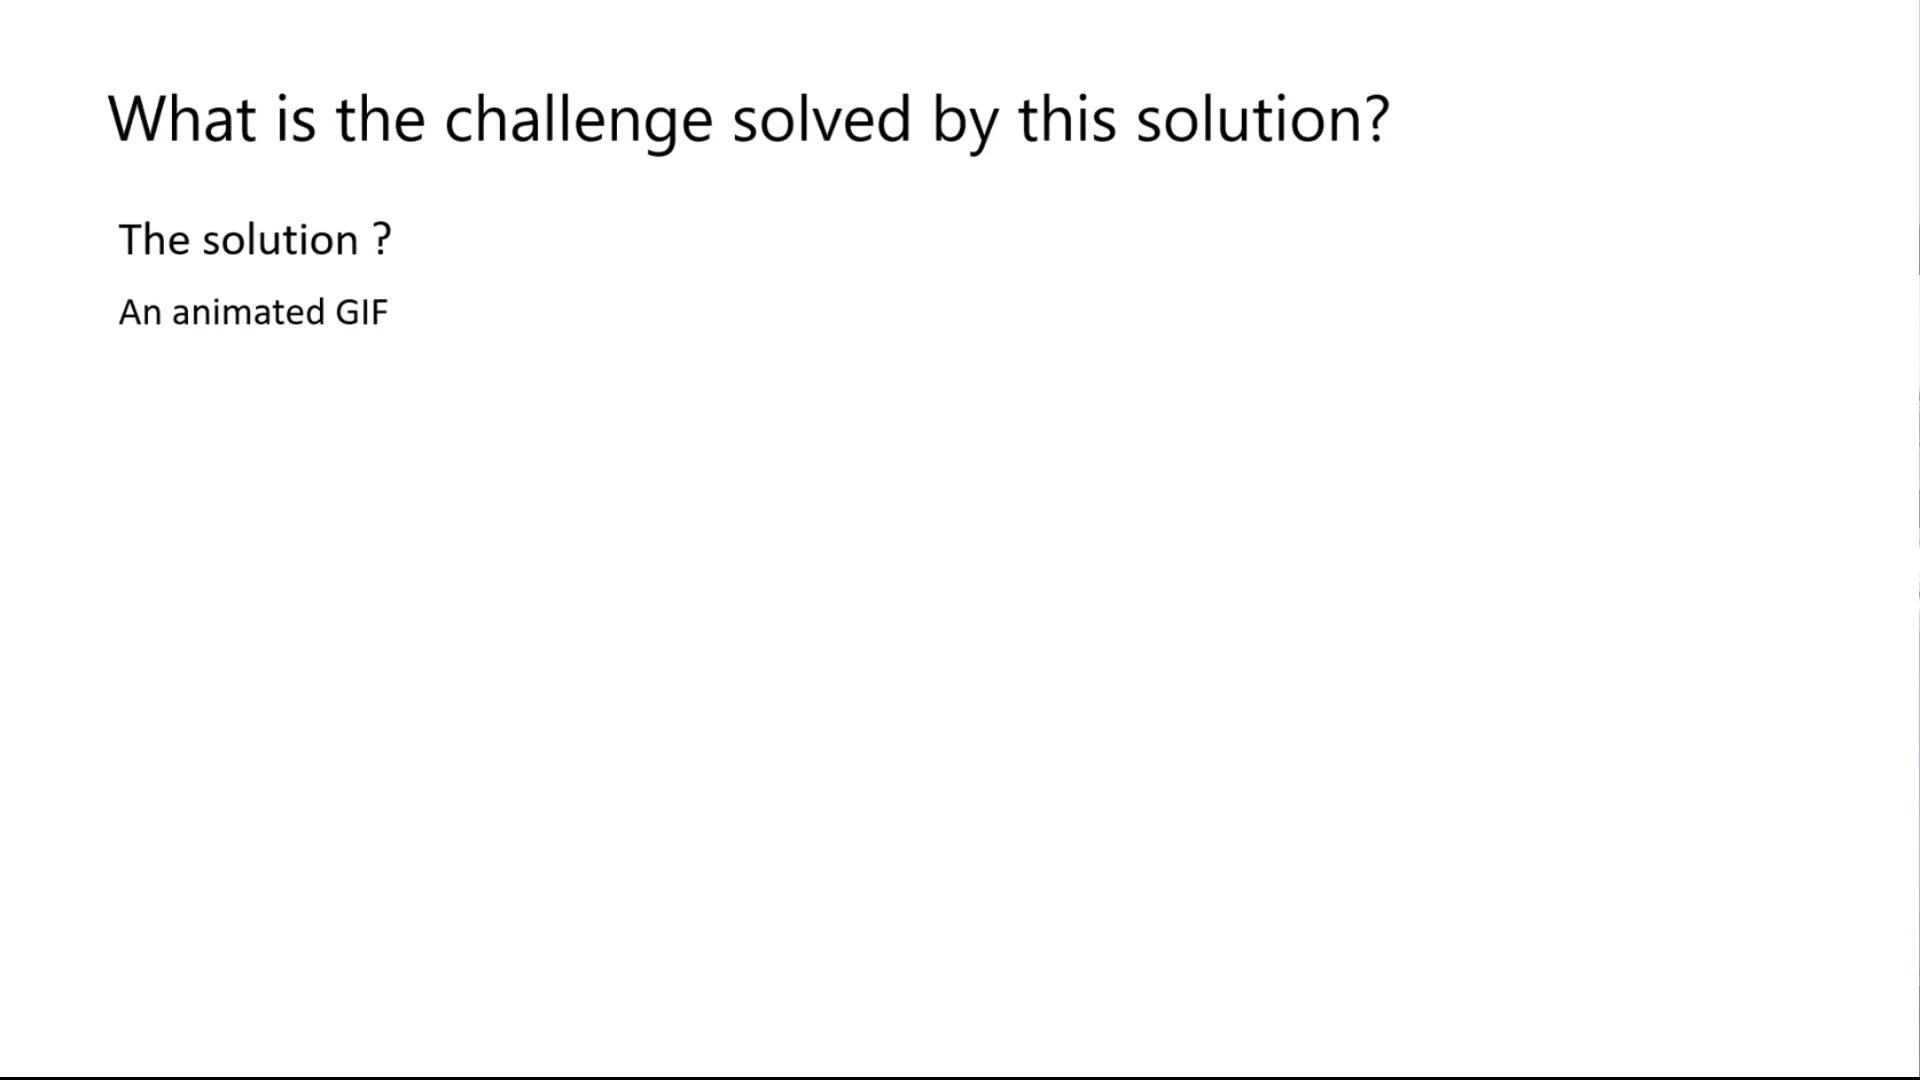 What is the challenge solved by this solution?
The solution ?
An animated GIF